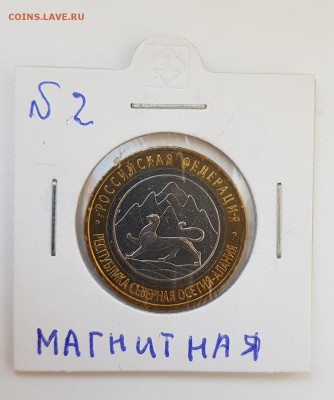 COINS.LAVE.RU
№2
РОССИЙСКАЯ ФЕДЕРАЦИЯ
РЕСПУБЛИКА СЕВЕРНАЯ ОСЕТИЯ-АЛАНИЯ
МАГНИТНАЯ